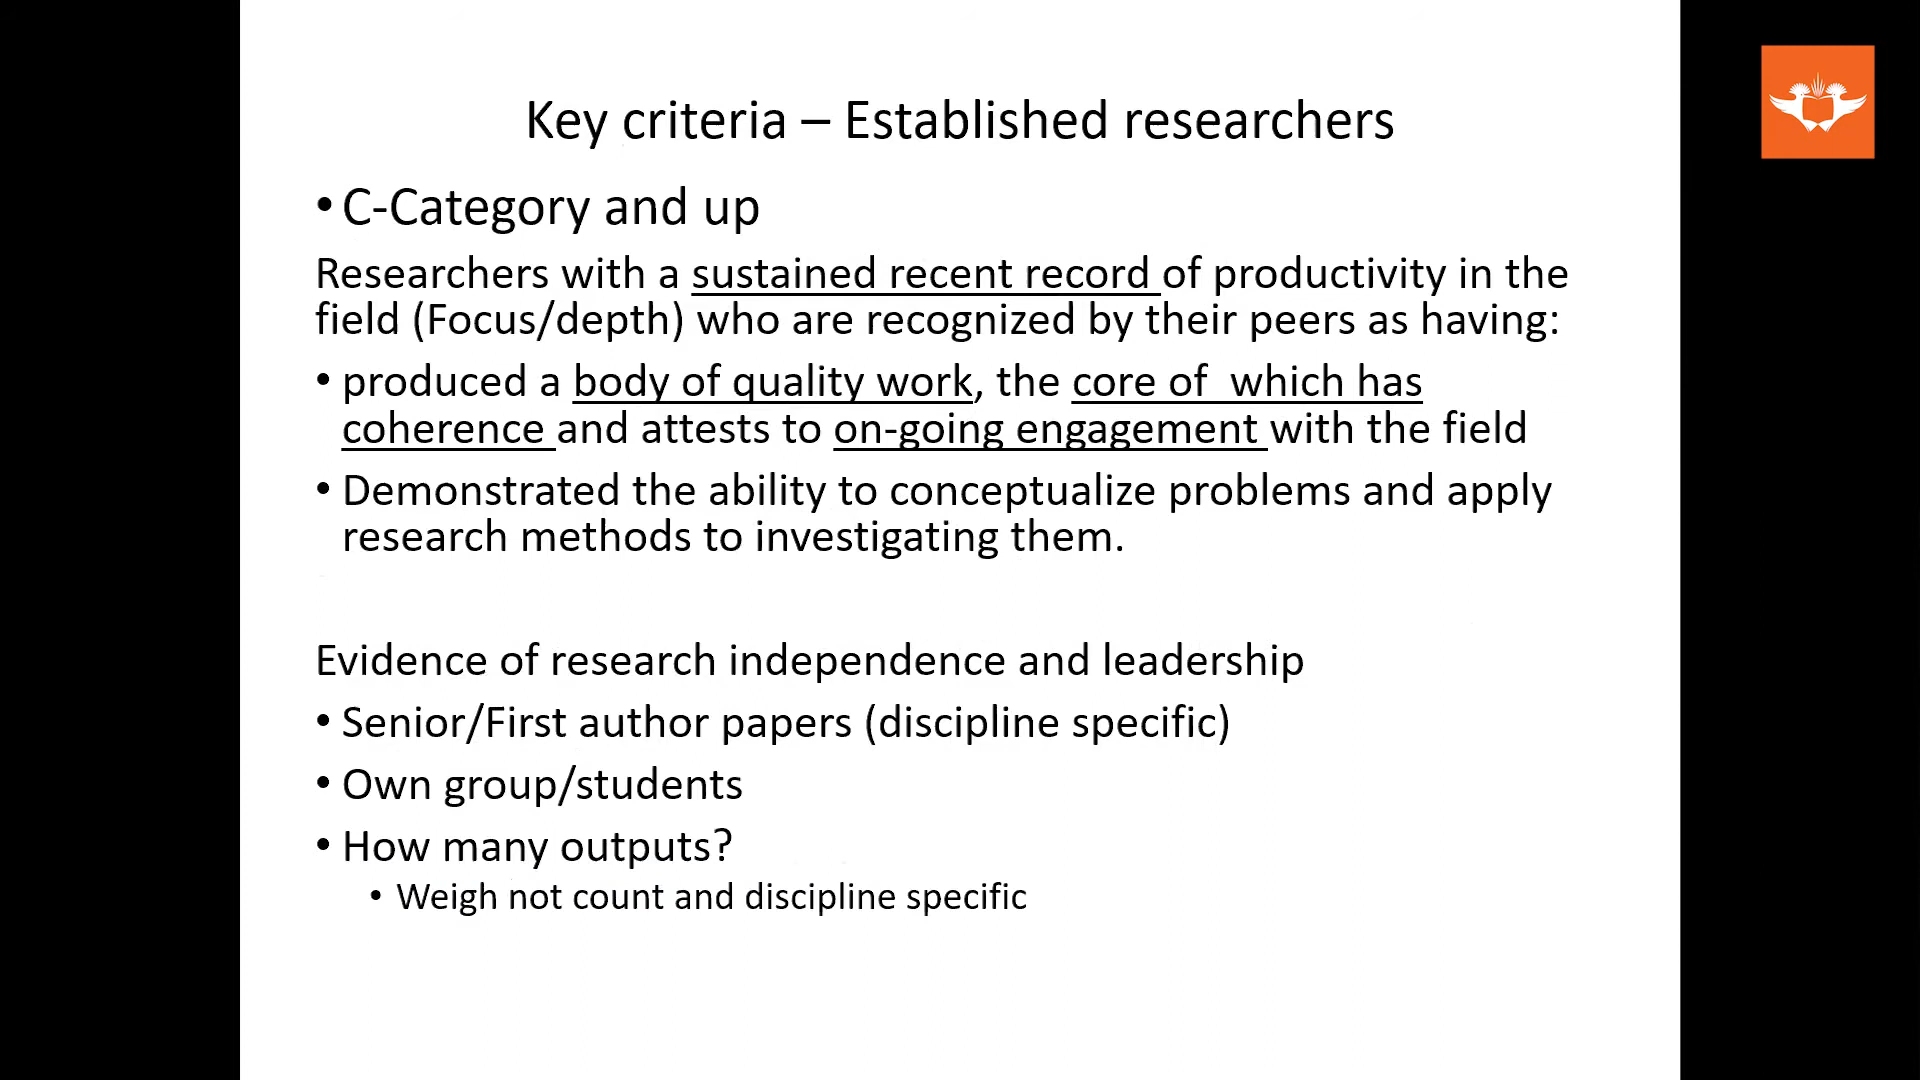 Key criteria – Established researchers
• C-Category and up
Researchers with a sustained recent record of productivity in the
field (Focus/depth) who are recognized by their peers as having:
• produced a body of quality work, the core of  which has
coherence and attests to on-going engagement with the field
• Demonstrated the ability to conceptualize problems and apply
research methods to investigating them.
Evidence of research independence and leadership
• Senior/First author papers (discipline specific)
• Own group/students
• How many outputs?
• Weigh not count and discipline specific